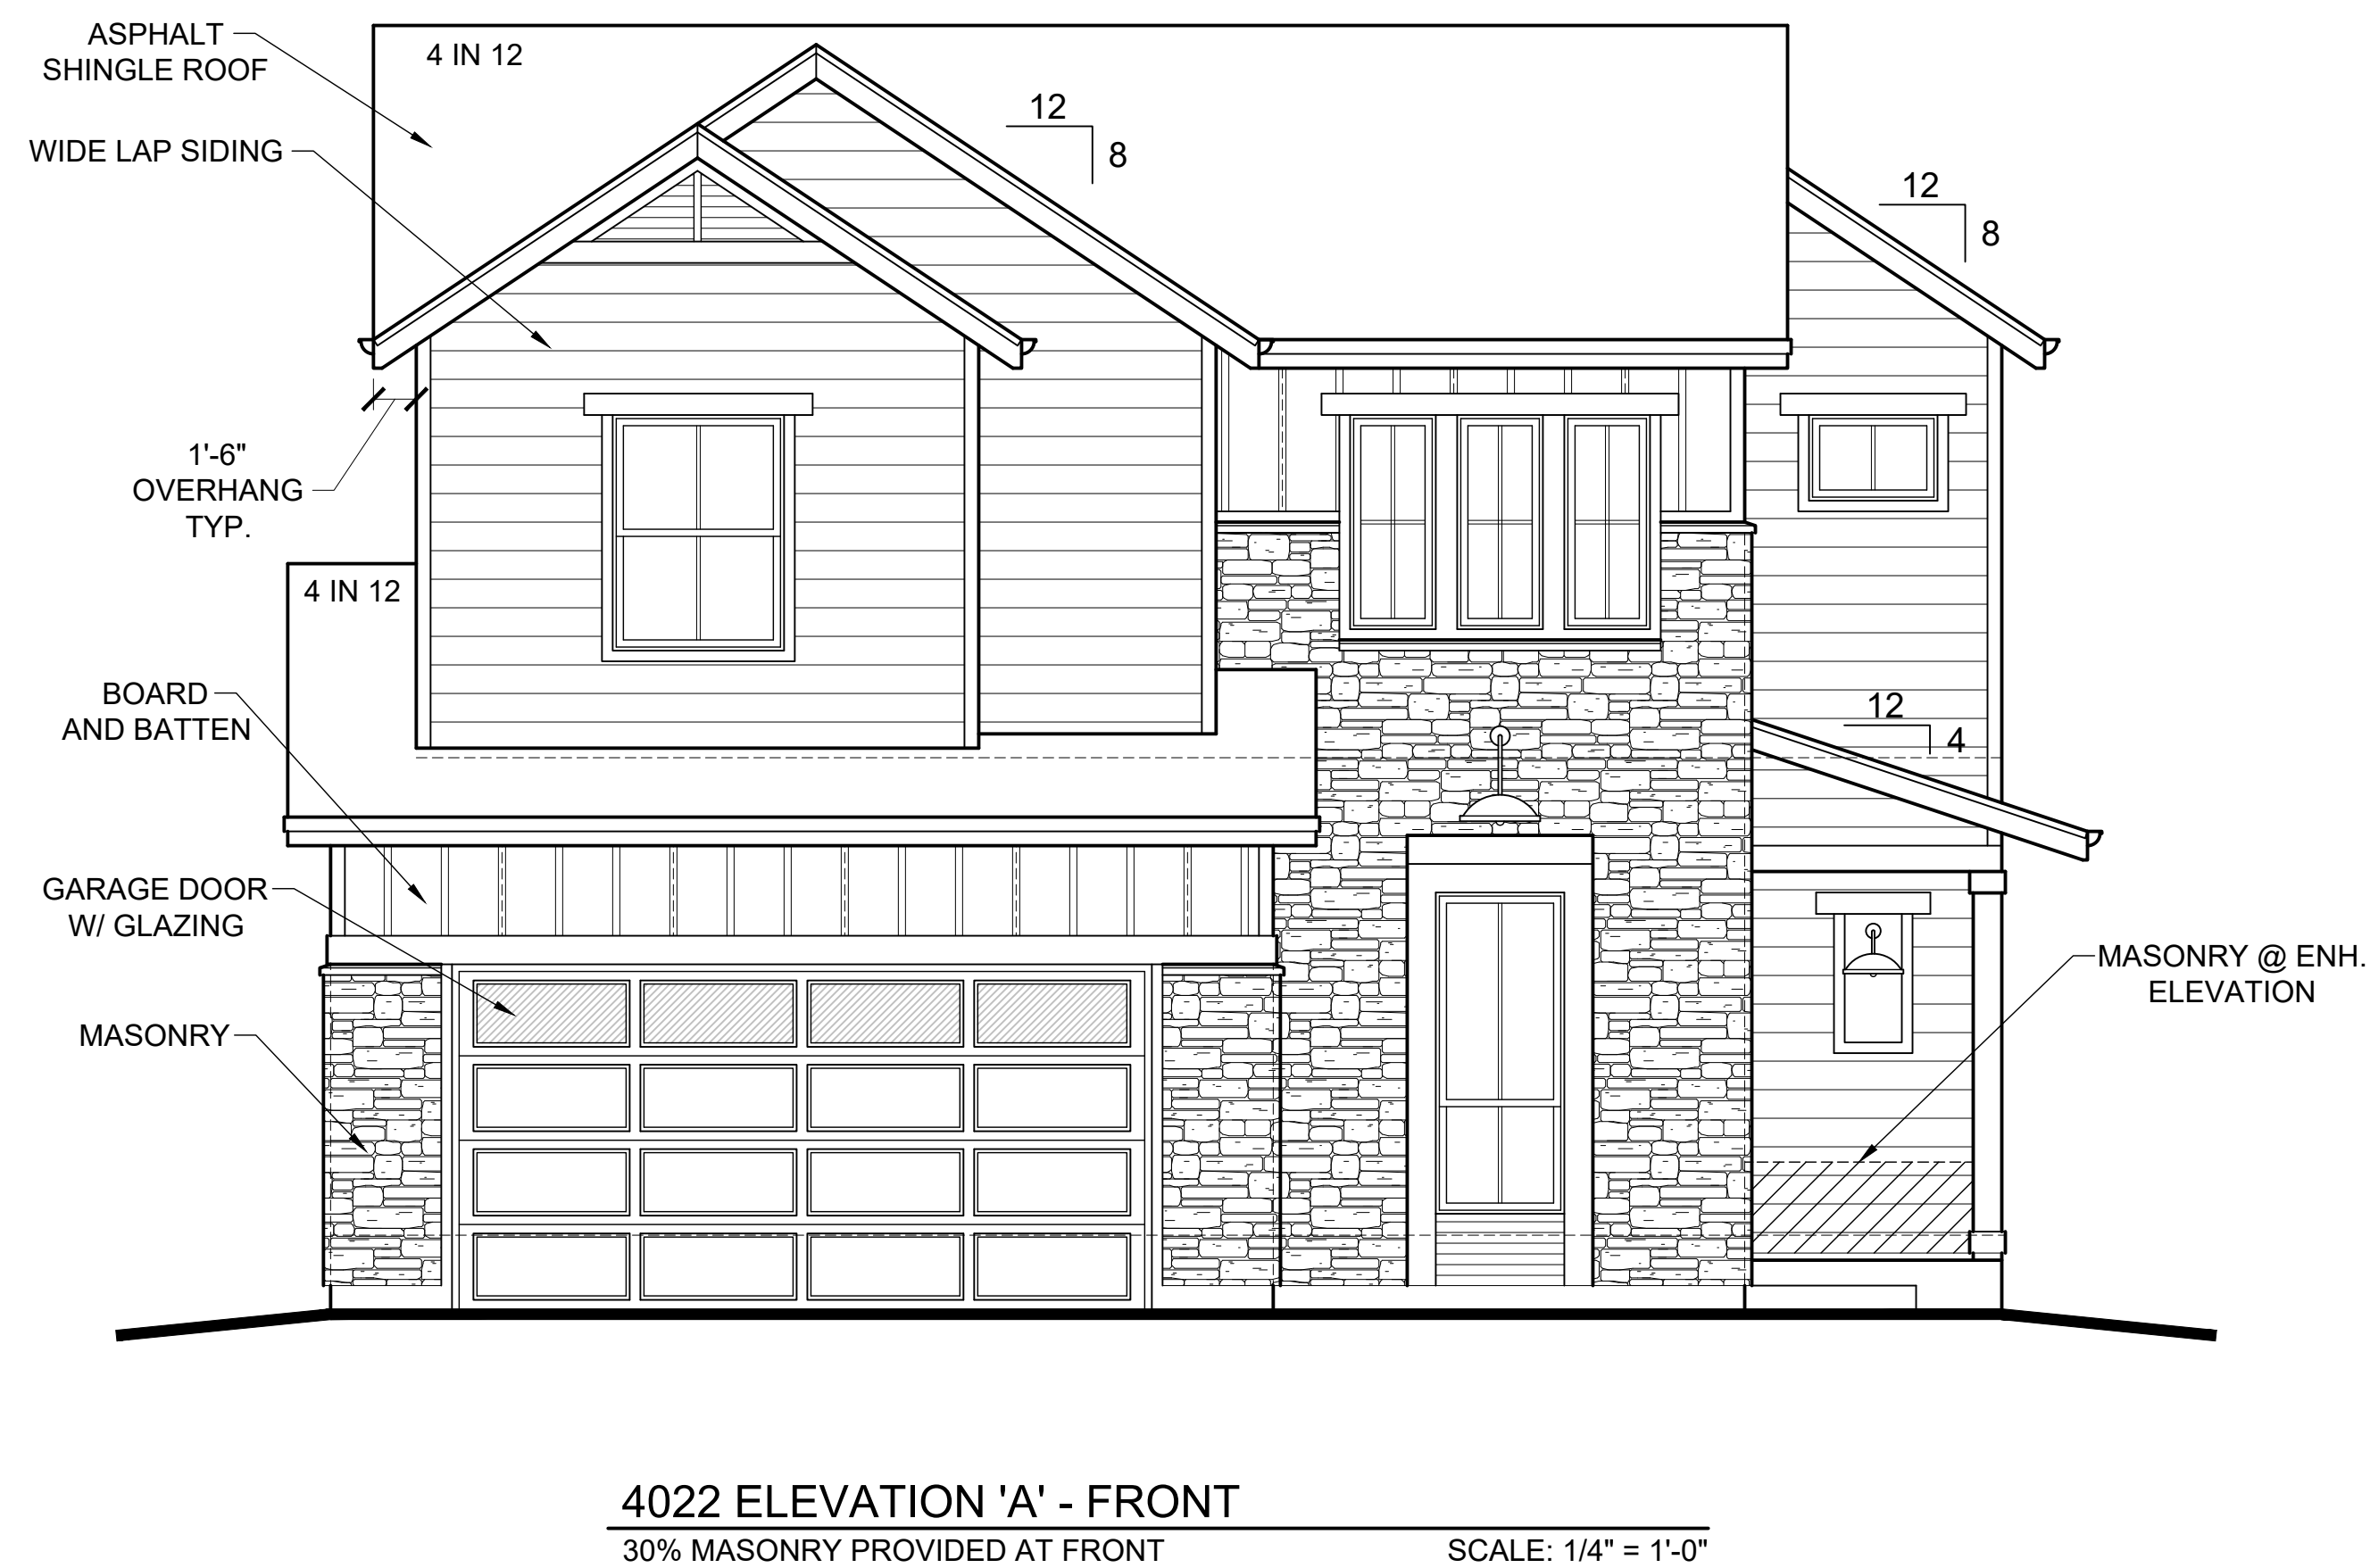 ASPHALT
SHINGLE ROOF
4 IN 12
12
8
WIDE LAP SIDING
12
8
1'-6"
OVERHANG
TYP.
4 IN 12
BOARD
AND BATTEN
12
4
GARAGE DOOR
W/ GLAZING
MASONRY @ ENH.
ELEVATION
MASONRY
4022 ELEVATION 'A' - FRONT
30% MASONRY PROVIDED AT FRONT
SCALE: 1/4" = 1'-0"